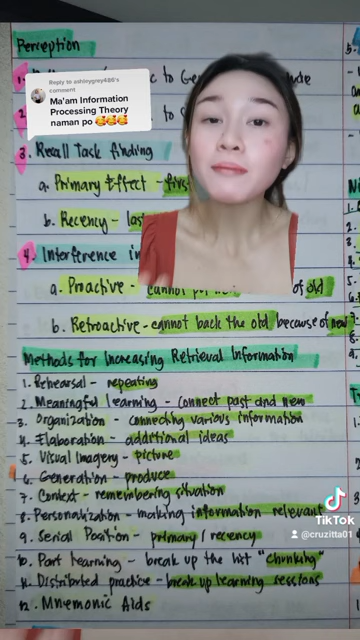 Perception
Reply to ashleygrey486's
comment
Ma'am Information
Processing Theory
naman po 🥰🥰🥰
to
3. Recall Task finding
a. Primary Effect - firs
b. Recency - las
4. Interference in
a. Proactive - cannot of old
b. Retroactive - cannot back the old because of new
Methods for Increasing Retrieval Information
1. Rehearsal - repeating
2. Meaningful learning - connect past and new
3. Organization - connecting various information
4. Elaboration - additional ideas
5. Visual Imagery - picture
6. Generation - produce
7. Context - remembering situation
8. Personalization - making information relevant
9. Serial Position - primary / recency
10. Part learning - break up the list "chunking"
11. Distributed practice - break up learning sessions
12. Mnemonic Aids
TikTok
@cruzitta01